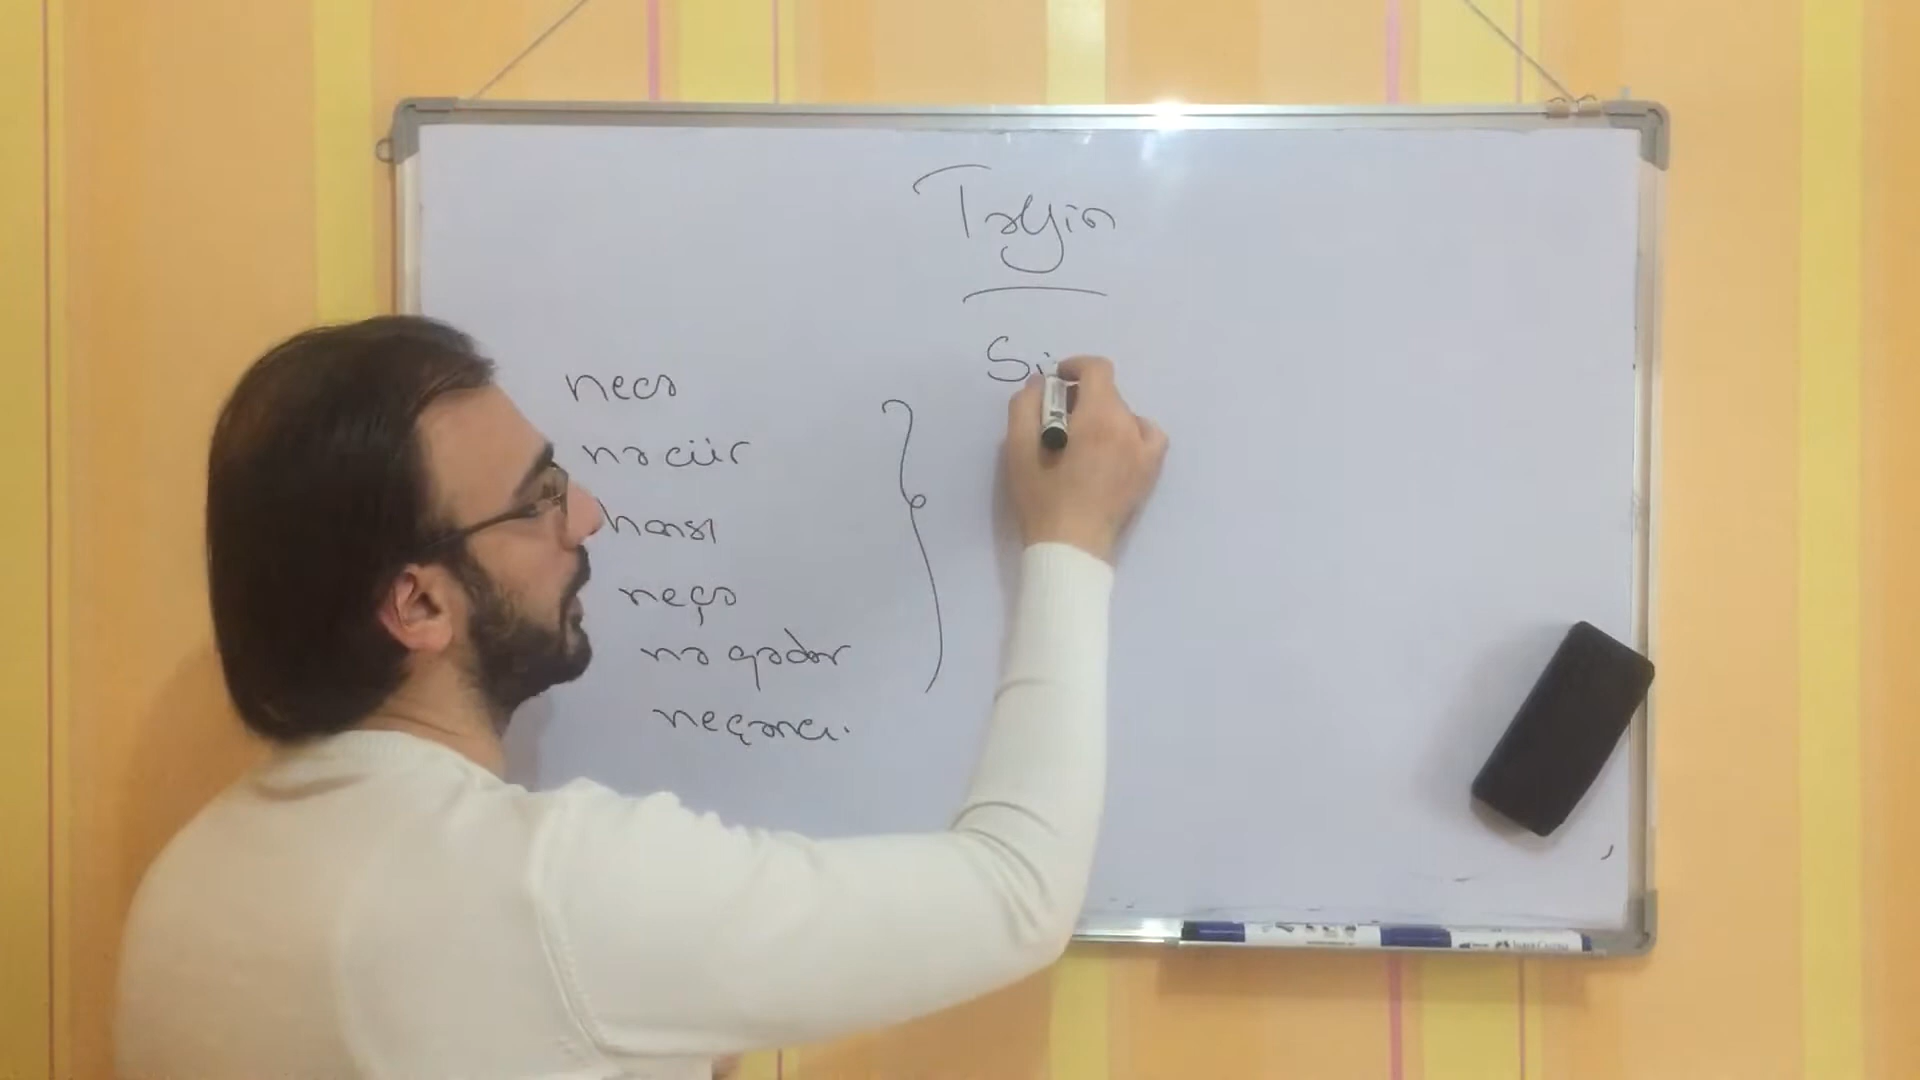 Təyin
Si
necə
nə cür
hansı
neçə
nə qədər
neçənci.